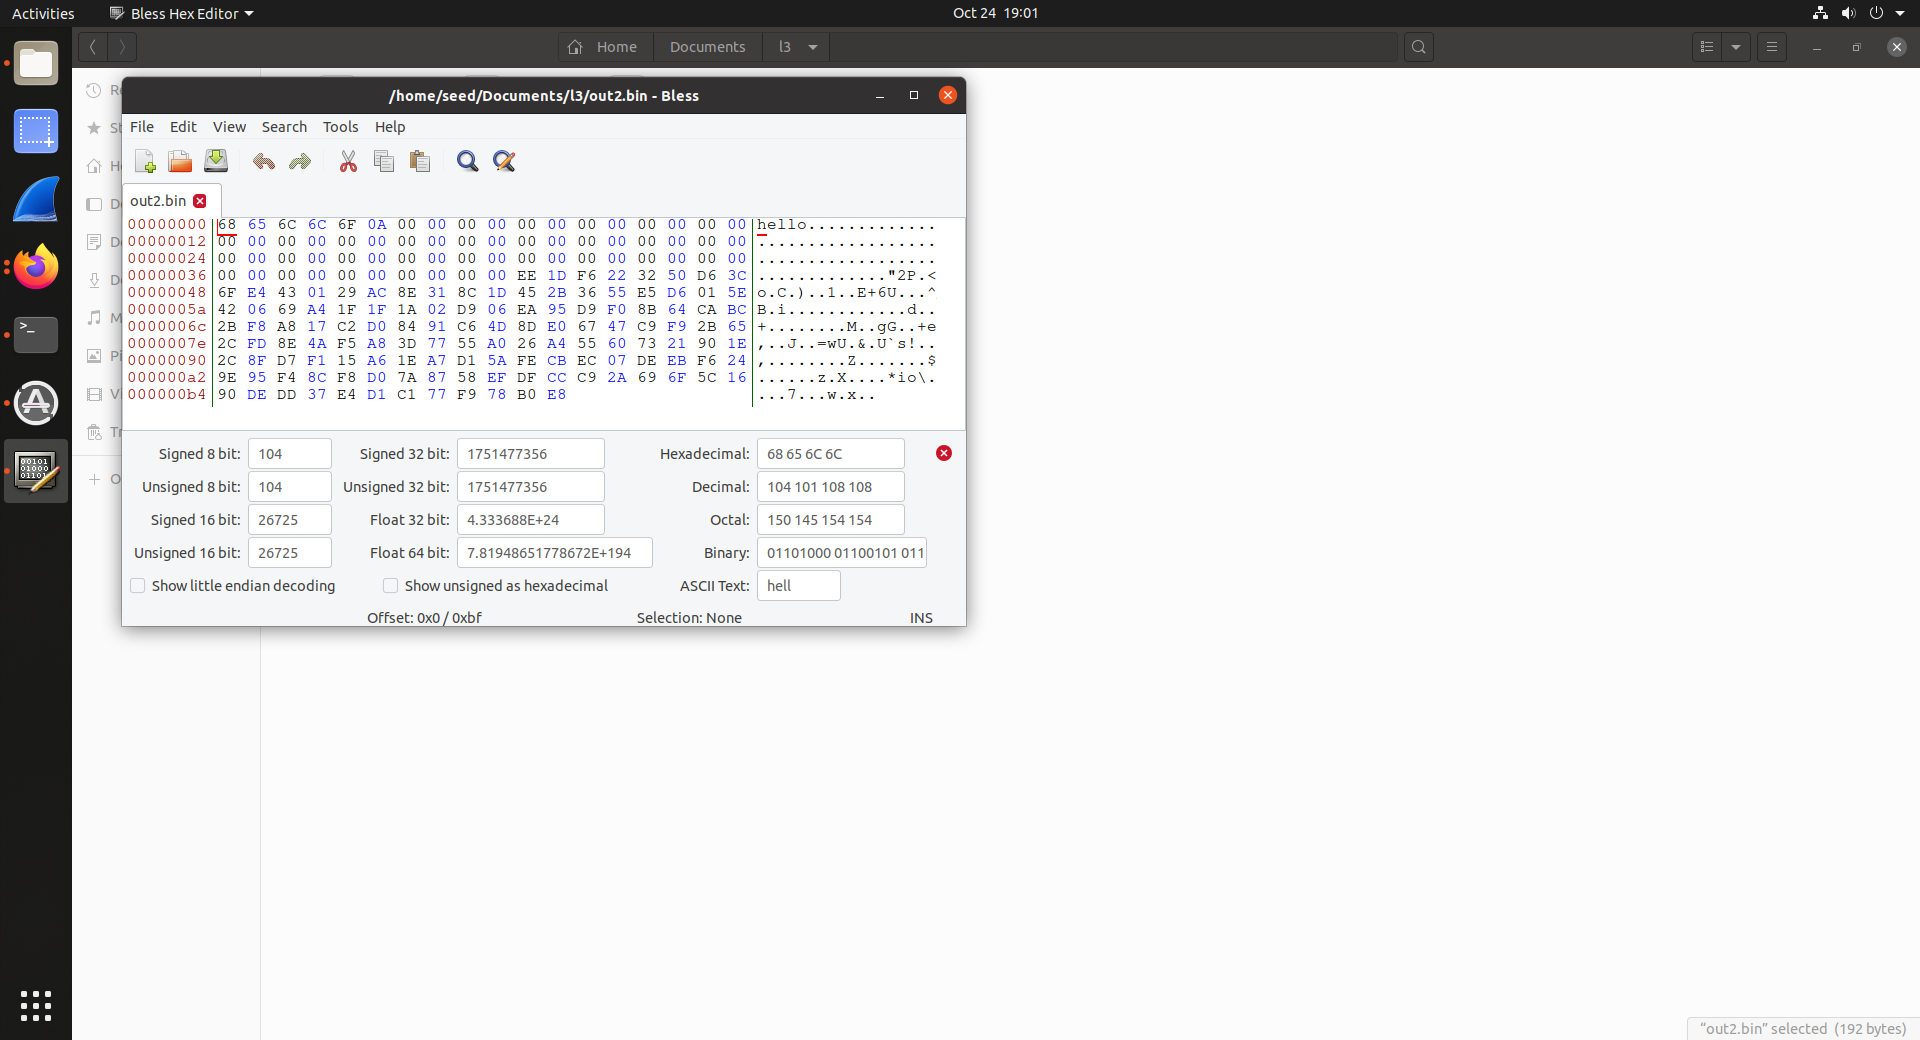 Activities
Bless Hex Editor
Oct 24 19:01
Home
Documents
l3
/home/seed/Documents/l3/out2.bin - Bless
File Edit View Search Tools Help
out2.bin
00000000 68 65 6C 6C 6F 0A 00 00 00 00 00 00 00 00 00 00 00 00 hello.............
00000012 00 00 00 00 00 00 00 00 00 00 00 00 00 00 00 00 00 00 ..................
00000024 00 00 00 00 00 00 00 00 00 00 00 00 00 00 00 00 00 00 ..................
00000036 00 00 00 00 00 00 00 00 00 00 EE 1D F6 22 32 50 D6 3C ............."2P.<
00000048 6F E4 43 01 29 AC 8E 31 8C 1D 45 2B 36 55 E5 D6 01 5E o.C.)..1..E+6U...^
0000005a 42 06 69 A4 1F 1F 1A 02 D9 06 EA 95 D9 F0 8B 64 CA BC B.i............d..
0000006c 2B F8 A8 17 C2 D0 84 91 C6 4D 8D E0 67 47 C9 F9 2B 65 +........M..gG..+e
0000007e 2C FD 8E 4A F5 A8 3D 77 55 A0 26 A4 55 60 73 21 90 1E ,..J..=wU.&.U`s!..
00000090 2C 8F D7 F1 15 A6 1E A7 D1 5A FE CB EC 07 DE EB F6 24 ,........Z.......$
000000a2 9E 95 F4 8C F8 D0 7A 87 58 EF DF CC C9 2A 69 6F 5C 16 ......z.X....*io\.
000000b4 90 DE DD 37 E4 D1 C1 77 F9 78 B0 E8 ...7...w.x..
Signed 8 bit: 104 Signed 32 bit: 1751477356 Hexadecimal: 68 65 6C 6C
Unsigned 8 bit: 104 Unsigned 32 bit: 1751477356 Decimal: 104 101 108 108
Signed 16 bit: 26725 Float 32 bit: 4.333688E+24 Octal: 150 145 154 154
Unsigned 16 bit: 26725 Float 64 bit: 7.81948651778672E+194 Binary: 01101000 01100101 011
Show little endian decoding Show unsigned as hexadecimal ASCII Text: hell
Offset: 0x0 / 0xbf Selection: None INS
“out2.bin” selected (192 bytes)